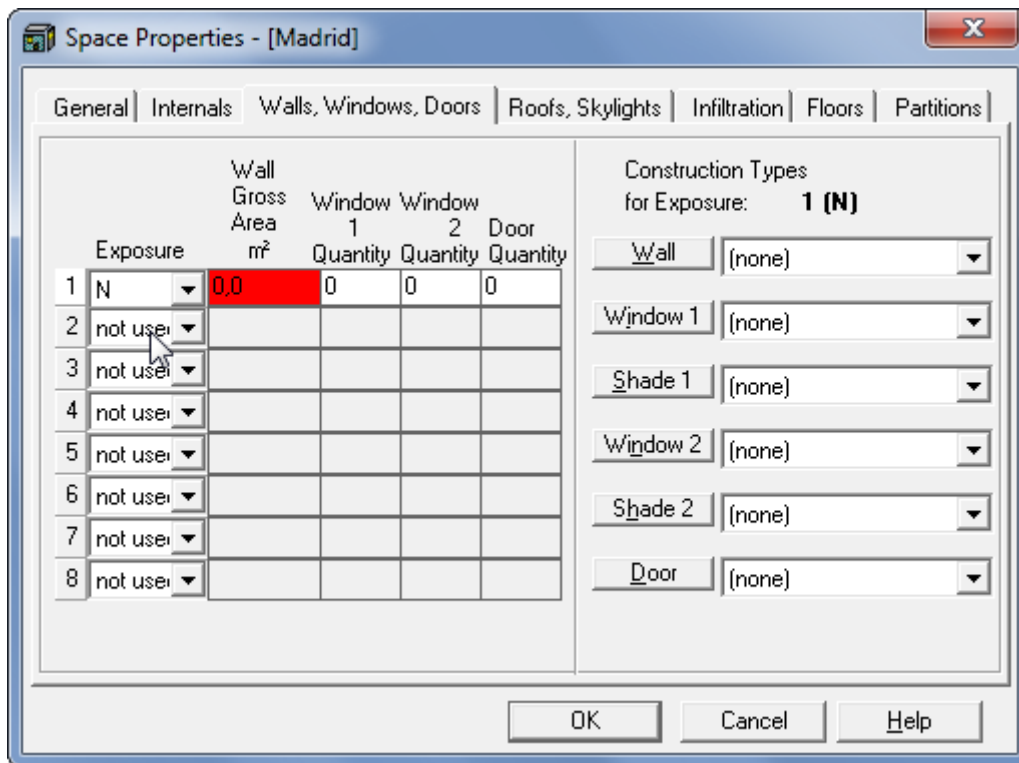 Space Properties - [Madrid]
General Internals Walls, Windows, Doors Roofs, Skylights Infiltration Floors Partitions
Exposure
Wall Gross Area m²
Window 1 Quantity
Window 2 Quantity
Door Quantity
1 N 0,0 0 0 0
2 not use
3 not use
4 not use
5 not use
6 not use
7 not use
8 not use
Construction Types
for Exposure: 1 (N)
Wall (none)
Window 1 (none)
Shade 1 (none)
Window 2 (none)
Shade 2 (none)
Door (none)
OK Cancel Help